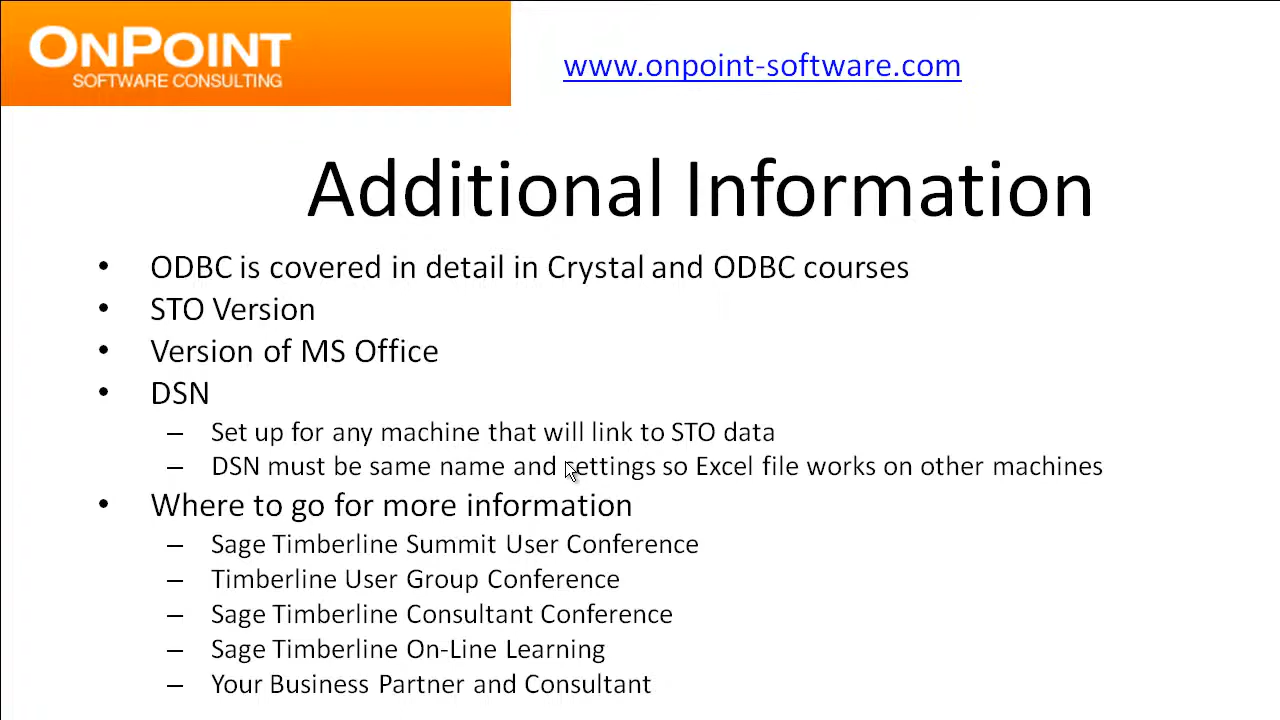 ONPOINT
SOFTWARE CONSULTING
www.onpoint-software.com
Additional Information
• ODBC is covered in detail in Crystal and ODBC courses
• STO Version
• Version of MS Office
• DSN
– Set up for any machine that will link to STO data
– DSN must be same name and settings so Excel file works on other machines
• Where to go for more information
– Sage Timberline Summit User Conference
– Timberline User Group Conference
– Sage Timberline Consultant Conference
– Sage Timberline On-Line Learning
– Your Business Partner and Consultant